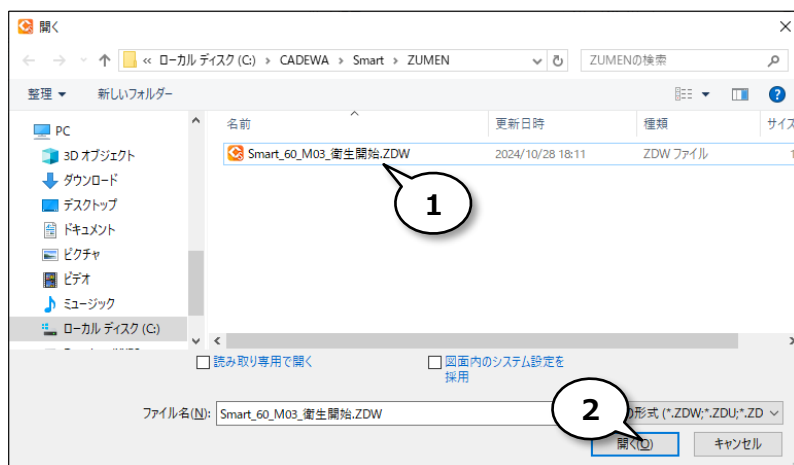 開く
« ローカル ディスク (C:) › CADEWA › Smart › ZUMEN
ZUMENの検索
整理
新しいフォルダー
名前
更新日時
種類
サイズ
PC
3D オブジェクト
ダウンロード
デスクトップ
ドキュメント
ピクチャ
ビデオ
ミュージック
ローカル ディスク (C:)
Smart_60_M03_衛生開始.ZDW
2024/10/28 18:11
ZDW ファイル
1
1
読み取り専用で開く
図面内のシステム設定を
採用
ファイル名(N):
Smart_60_M03_衛生開始.ZDW
2
の形式 (*.ZDW;*.ZDU;*.ZD
開く(O)
キャンセル